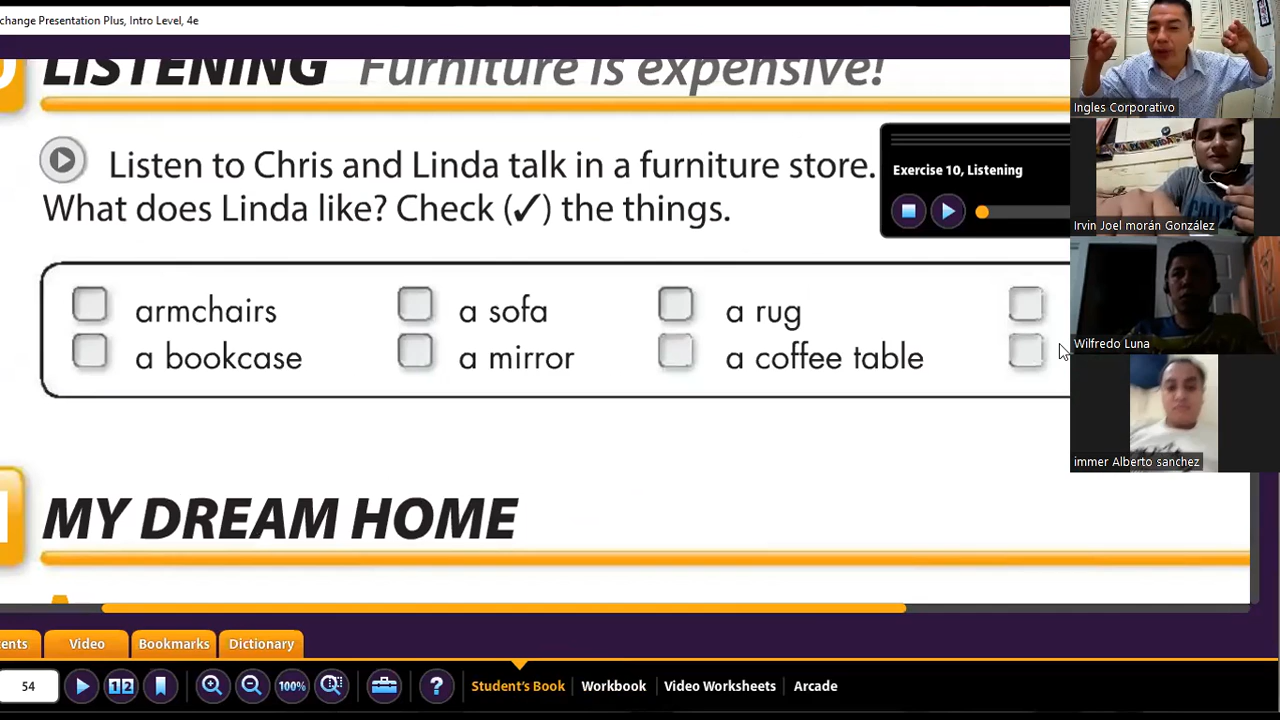 change Presentation Plus, Intro Level, 4e
LISTENING Furniture is expensive!
Listen to Chris and Linda talk in a furniture store.
What does Linda like? Check (✓) the things.
Exercise 10, Listening
armchairs a sofa a rug
a bookcase a mirror a coffee table
MY DREAM HOME
Ingles Corporativo
Irvin Joel morán González
Wilfredo Luna
immer Alberto sanchez
ents Video Bookmarks Dictionary
54 12 100% ? Student's Book Workbook Video Worksheets Arcade